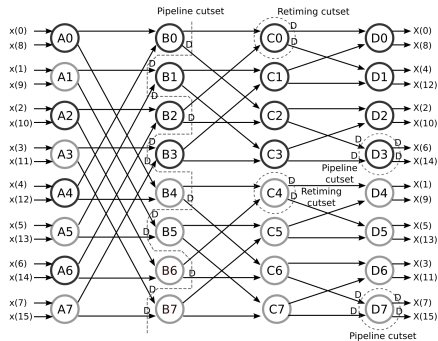 Pipeline cutset
Retiming cutset
x(0) A0 B0 D C0 D D0 X(0)
x(8) D D X(8)
x(1) A1 D B1 C1 D1 X(4)
x(9) D X(12)
x(2) A2 D B2 C2 D2 X(2)
x(10) D X(10)
x(3) A3 D B3 C3 D D D3 D X(6)
x(11) D D D X(14)
Pipeline cutset
x(4) A4 B4 D C4 D D4 X(1)
x(12) D D X(9)
Retiming cutset
x(5) A5 D B5 C5 D5 X(5)
x(13) D X(13)
x(6) A6 D B6 C6 D6 X(3)
x(14) D X(11)
x(7) A7 D B7 C7 D D D7 D X(7)
x(15) D D X(15)
Pipeline cutset